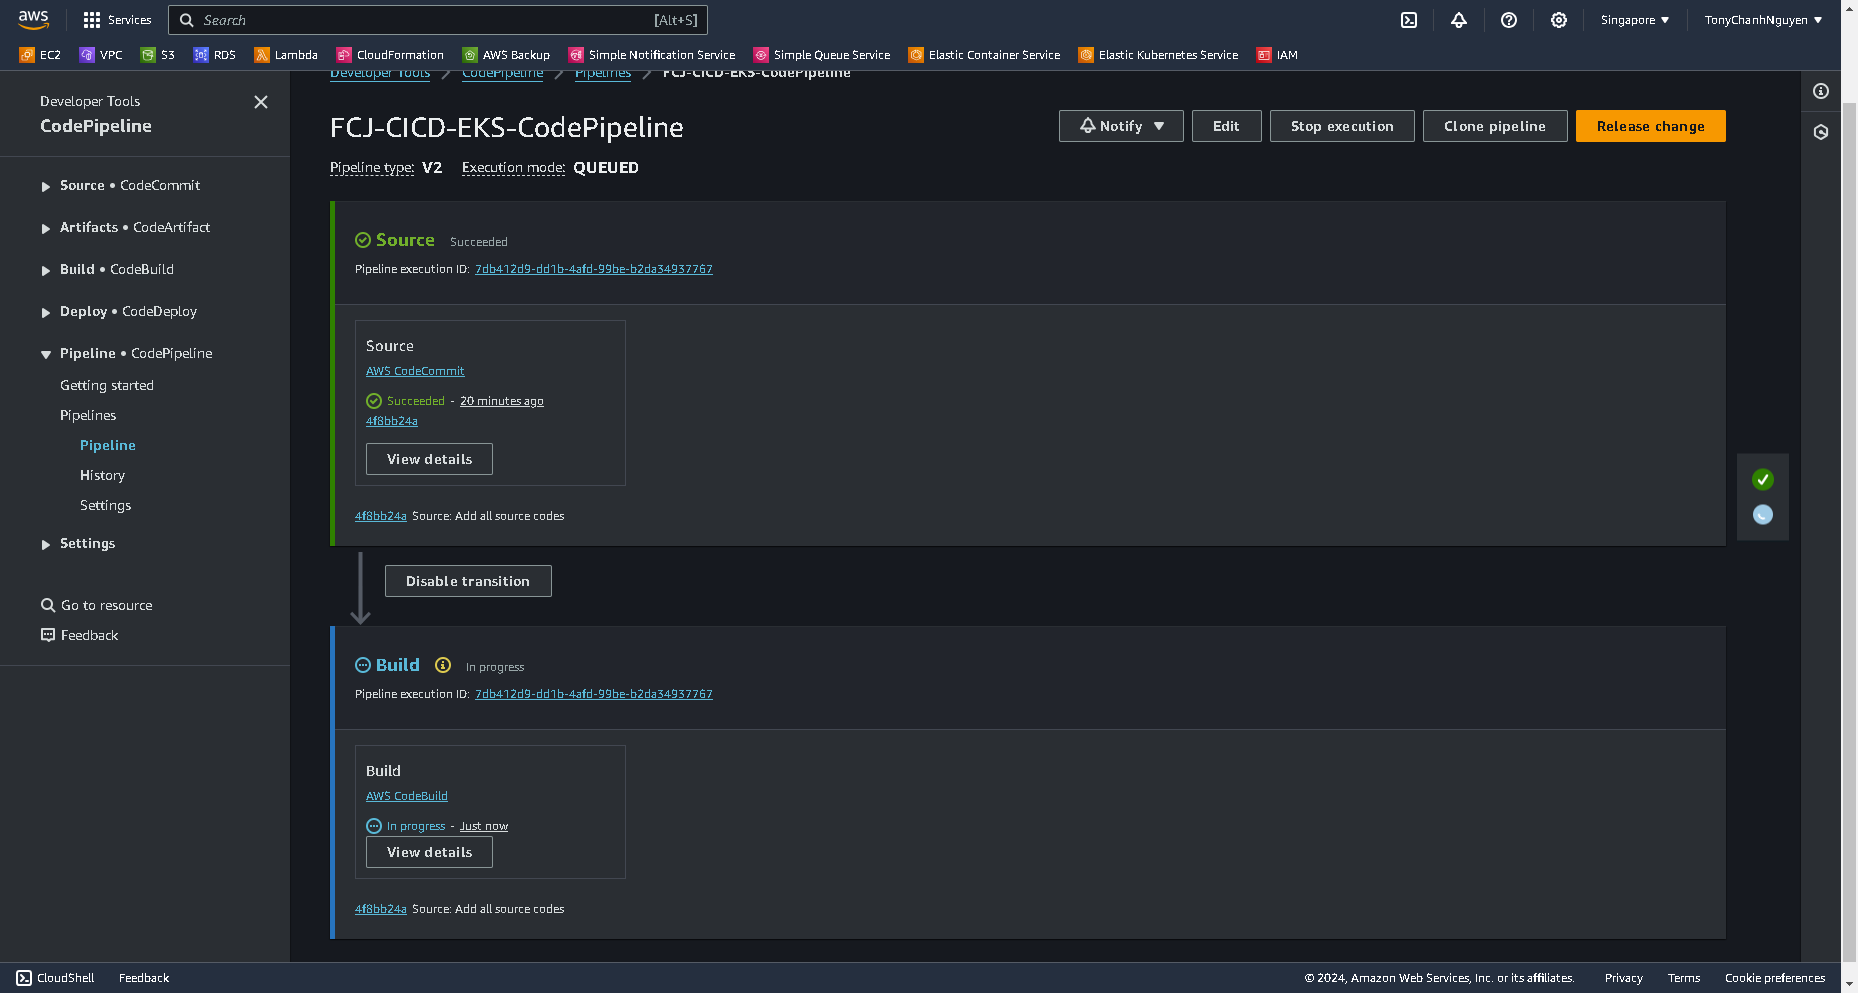 aws
Services
Search
[Alt+S]
Singapore
TonyChanhNguyen
EC2
VPC
S3
RDS
Lambda
CloudFormation
AWS Backup
Simple Notification Service
Simple Queue Service
Elastic Container Service
Elastic Kubernetes Service
IAM
Developer Tools
CodePipeline
Source • CodeCommit
Artifacts • CodeArtifact
Build • CodeBuild
Deploy • CodeDeploy
Pipeline • CodePipeline
Getting started
Pipelines
Pipeline
History
Settings
Settings
Go to resource
Feedback
Developer Tools
CodePipeline
Pipelines
FCJ-CICD-EKS-CodePipeline
FCJ-CICD-EKS-CodePipeline
Notify
Edit
Stop execution
Clone pipeline
Release change
Pipeline type: V2
Execution mode: QUEUED
Source Succeeded
Pipeline execution ID: 7db412d9-dd1b-4afd-99be-b2da34937767
Source
AWS CodeCommit
Succeeded - 20 minutes ago
4f8bb24a
View details
4f8bb24a Source: Add all source codes
Disable transition
Build In progress
Pipeline execution ID: 7db412d9-dd1b-4afd-99be-b2da34937767
Build
AWS CodeBuild
In progress - Just now
View details
4f8bb24a Source: Add all source codes
CloudShell
Feedback
© 2024, Amazon Web Services, Inc. or its affiliates.
Privacy
Terms
Cookie preferences